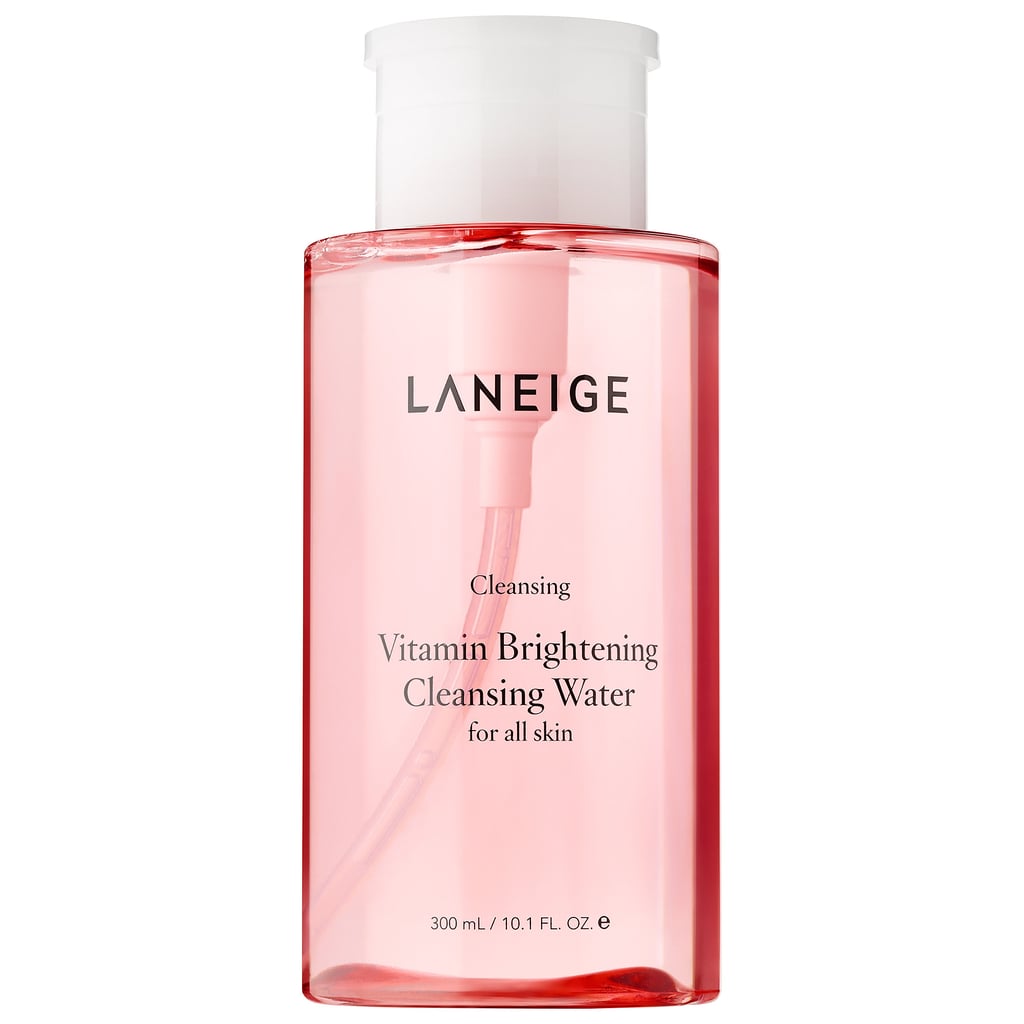 LANEIGE
Cleansing
Vitamin Brightening
Cleansing Water
for all skin
300 mL / 10.1 FL. OZ. ℮